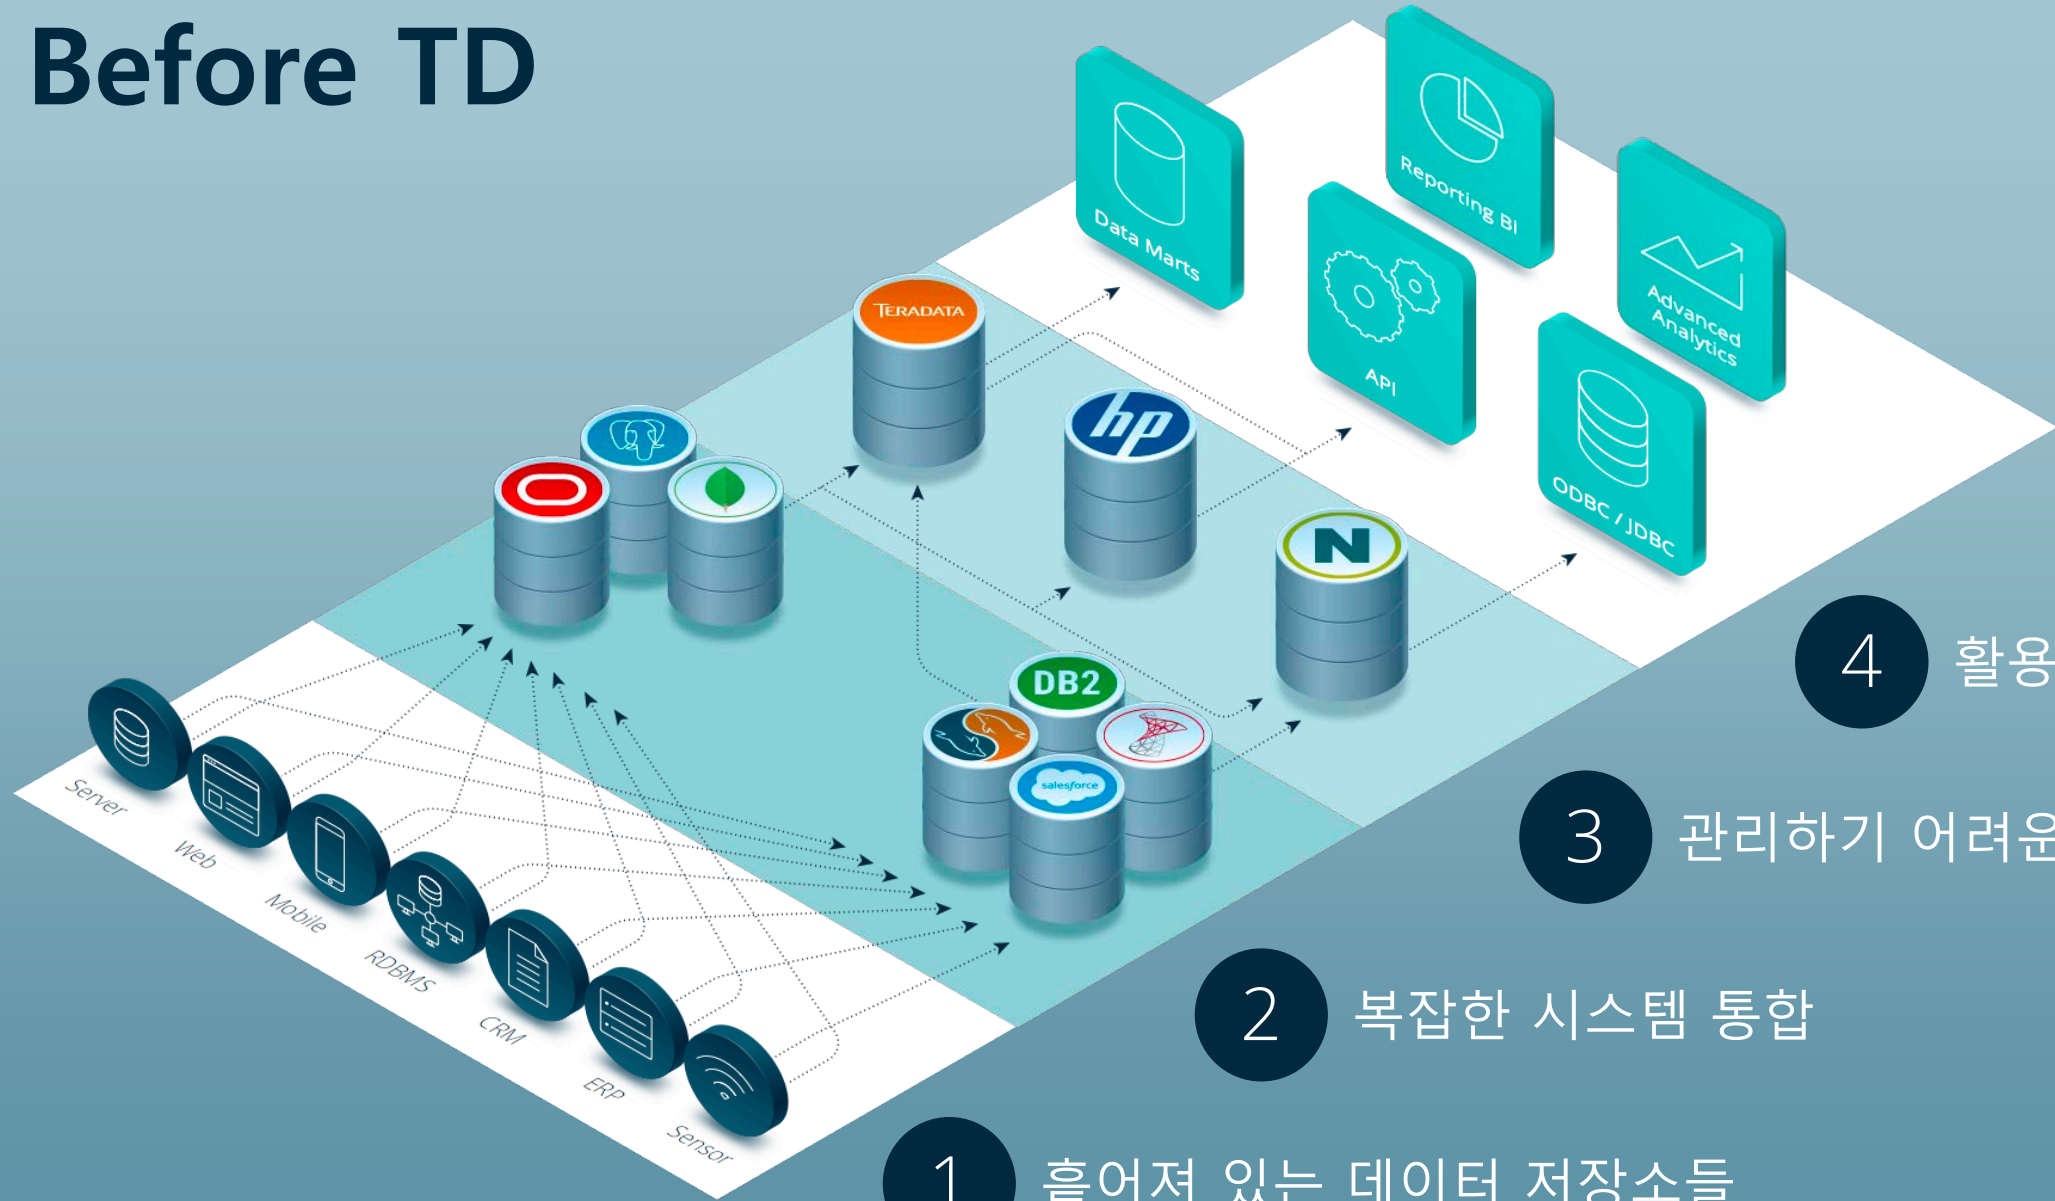 Before TD
Data Marts
Reporting BI
API
Advanced
Analytics
ODBC / JDBC
TERADATA
hp
N
DB2
salesforce
Server
Web
Mobile
RDBMS
CRM
ERP
Sensor
4 활용
3 관리하기 어려운
2 복잡한 시스템 통합
1 흩어져 있는 데이터 저장소들